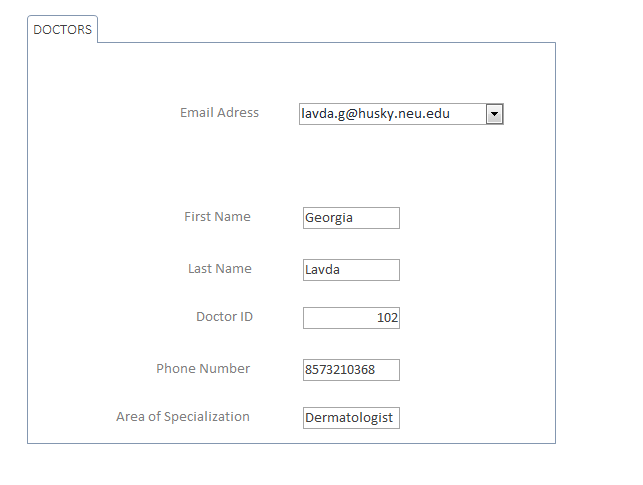 DOCTORS
Email Adress lavda.g@husky.neu.edu
First Name Georgia
Last Name Lavda
Doctor ID 102
Phone Number 8573210368
Area of Specialization Dermatologist